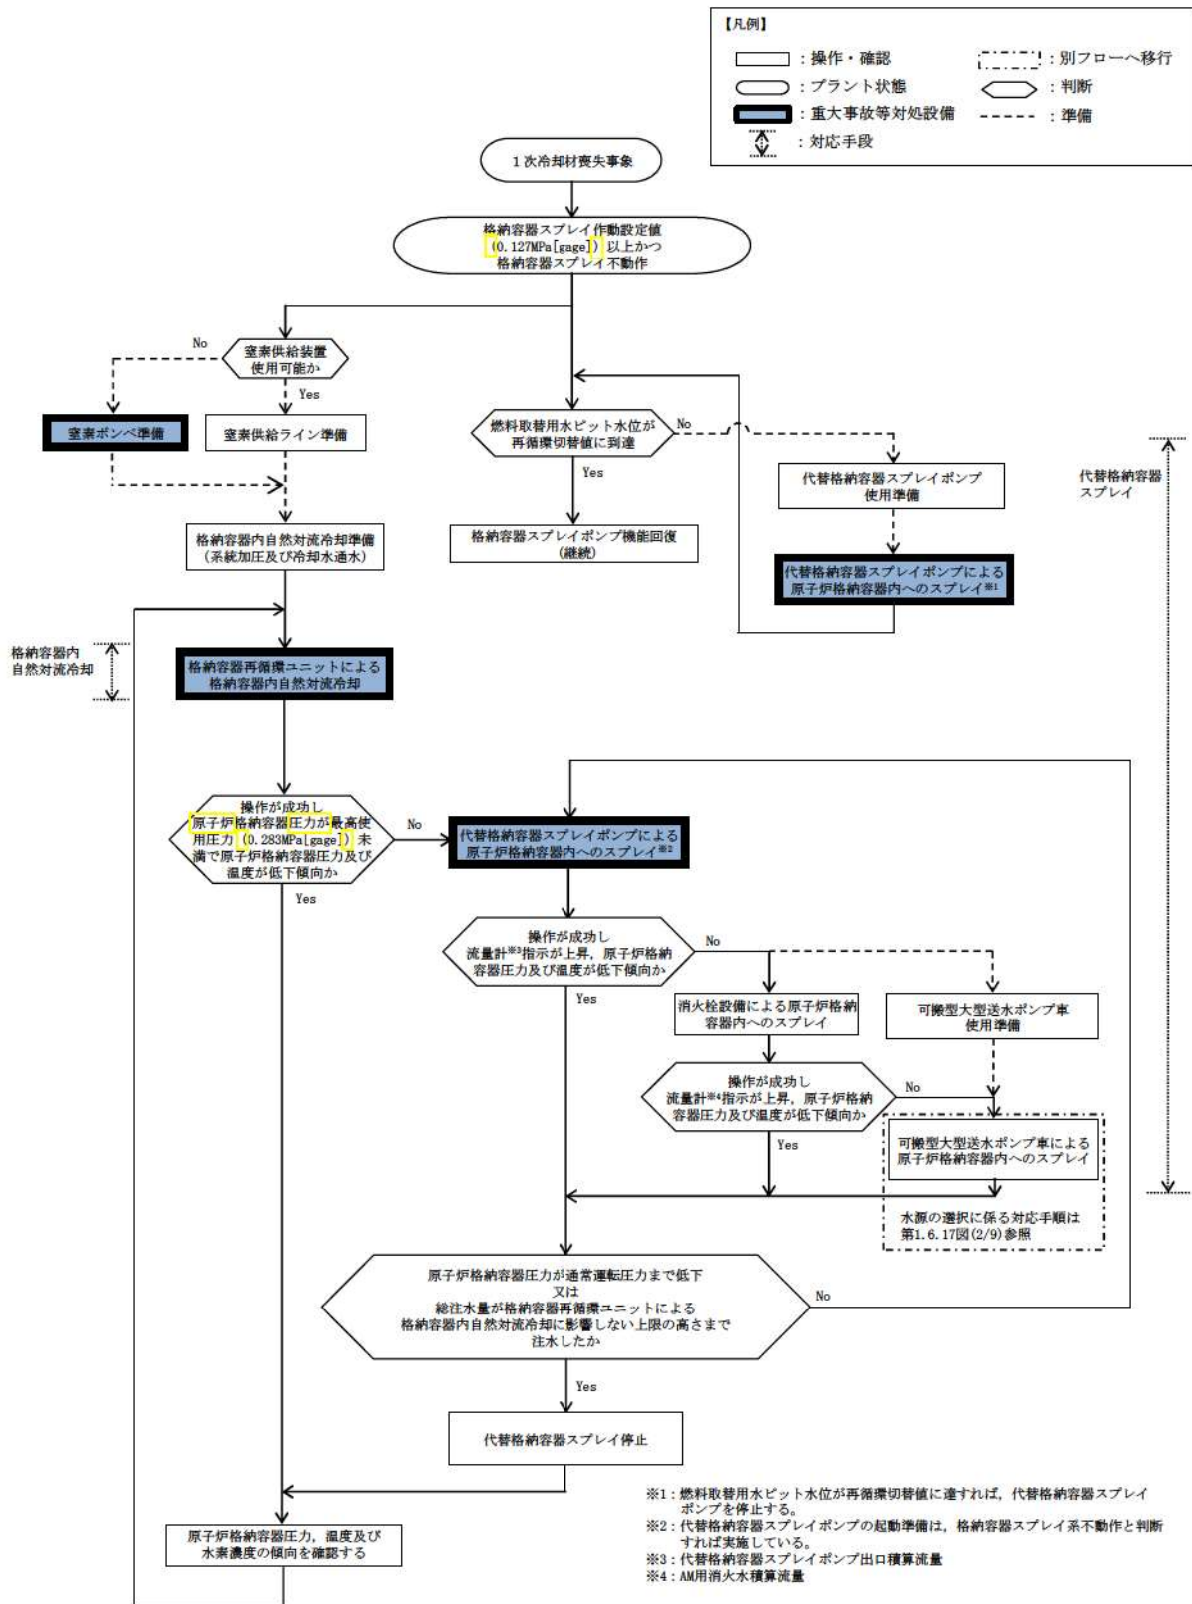 【凡例】
：操作・確認
：別フローへ移行
：プラント状態
：判断
：重大事故等対処設備
：準備
：対応手段
１次冷却材喪失事象
格納容器スプレイ作動設定値
(0.127MPa[gage]) 以上かつ
格納容器スプレイ不動作
窒素供給装置
使用可能か
No
Yes
窒素ボンベ準備
窒素供給ライン準備
燃料取替用水ピット水位が
再循環切替値に到達
No
Yes
代替格納容器スプレイポンプ
使用準備
代替格納容器
スプレイ
格納容器内自然対流冷却準備
（系統加圧及び冷却水通水）
格納容器スプレイポンプ機能回復
(継続)
代替格納容器スプレイポンプによる
原子炉格納容器内へのスプレイ※1
格納容器内
自然対流冷却
格納容器再循環ユニットによる
格納容器内自然対流冷却
操作が成功し
原子炉格納容器圧力が最高使
用圧力 (0.283MPa[gage]) 未
満で原子炉格納容器圧力及び
温度が低下傾向か
No
Yes
代替格納容器スプレイポンプによる
原子炉格納容器内へのスプレイ※2
操作が成功し
流量計※3指示が上昇，原子炉格納
容器圧力及び温度が低下傾向か
No
Yes
消火栓設備による原子炉格納
容器内へのスプレイ
可搬型大型送水ポンプ車
使用準備
操作が成功し
流量計※4指示が上昇，原子炉格納
容器圧力及び温度が低下傾向か
No
Yes
可搬型大型送水ポンプ車による
原子炉格納容器内へのスプレイ
水源の選択に係る対応手順は
第1.6.17図(2/9)参照
原子炉格納容器圧力が通常運転圧力まで低下
又は
総注水量が格納容器再循環ユニットによる
格納容器内自然対流冷却に影響しない上限の高さまで
注水したか
No
Yes
代替格納容器スプレイ停止
原子炉格納容器圧力，温度及び
水素濃度の傾向を確認する
※1：燃料取替用水ピット水位が再循環切替値に達すれば，代替格納容器スプレイ
ポンプを停止する。
※2：代替格納容器スプレイポンプの起動準備は，格納容器スプレイ系不動作と判断
すれば実施している。
※3：代替格納容器スプレイポンプ出口積算流量
※4：AM用消火水積算流量